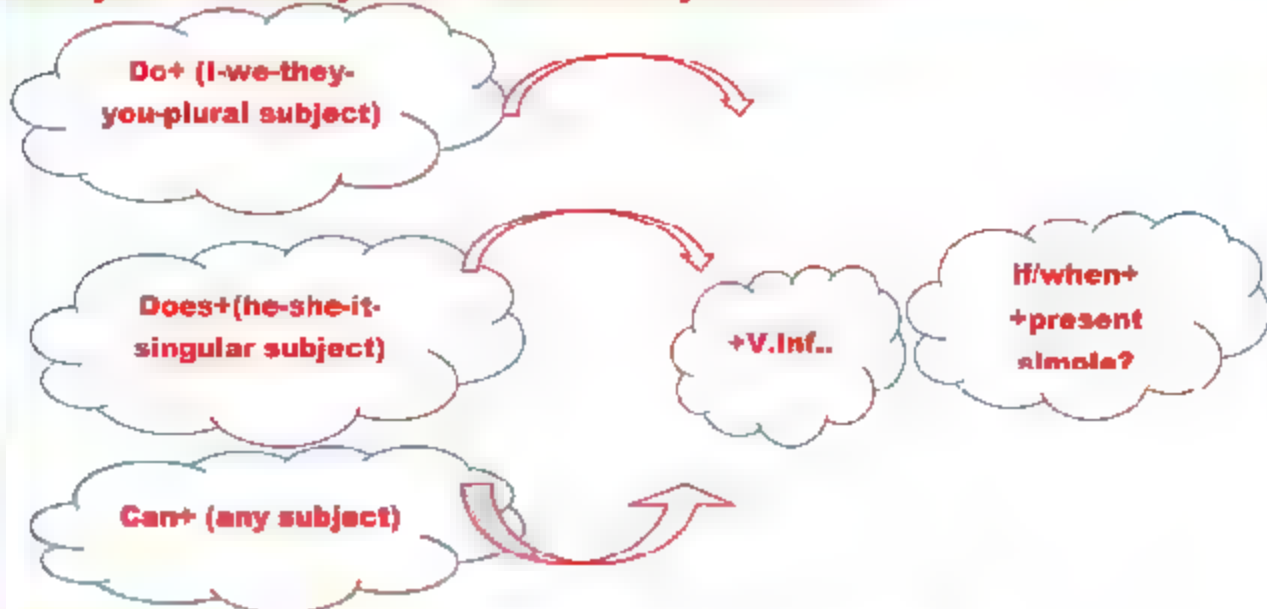 Do+ (I-we-they-
you-plural subject)
Does+(he-she-it-
singular subject)
Can+ (any subject)
+V.Inf..
If/when+
+present
simple?